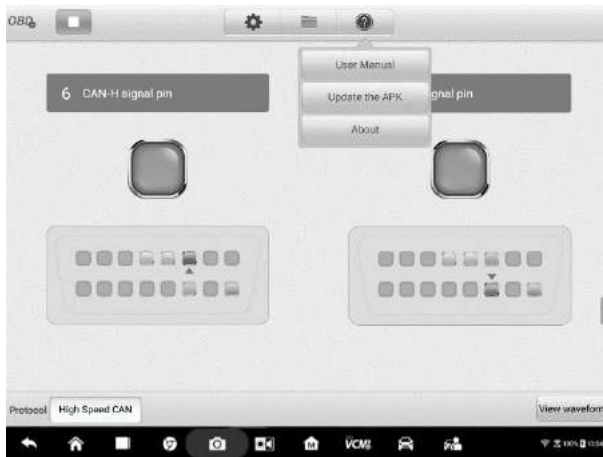 OBD
6 CAN-H signal pin
gnal pin
User Manual
Update the APK
About
Protocol
High Speed CAN
View waveform
M
VCMI
100%